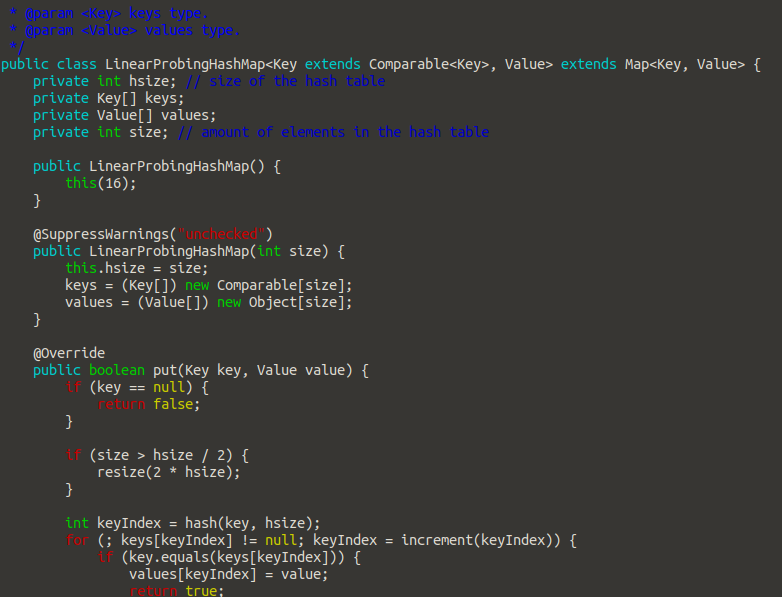 * @param <Key> keys type.
 * @param <Value> values type.
 */
public class LinearProbingHashMap<Key extends Comparable<Key>, Value> extends Map<Key, Value> {
    private int hsize; // size of the hash table
    private Key[] keys;
    private Value[] values;
    private int size; // amount of elements in the hash table

    public LinearProbingHashMap() {
        this(16);
    }

    @SuppressWarnings("unchecked")
    public LinearProbingHashMap(int size) {
        this.hsize = size;
        keys = (Key[]) new Comparable[size];
        values = (Value[]) new Object[size];
    }

    @Override
    public boolean put(Key key, Value value) {
        if (key == null) {
            return false;
        }

        if (size > hsize / 2) {
            resize(2 * hsize);
        }

        int keyIndex = hash(key, hsize);
        for (; keys[keyIndex] != null; keyIndex = increment(keyIndex)) {
            if (key.equals(keys[keyIndex])) {
                values[keyIndex] = value;
                return true;